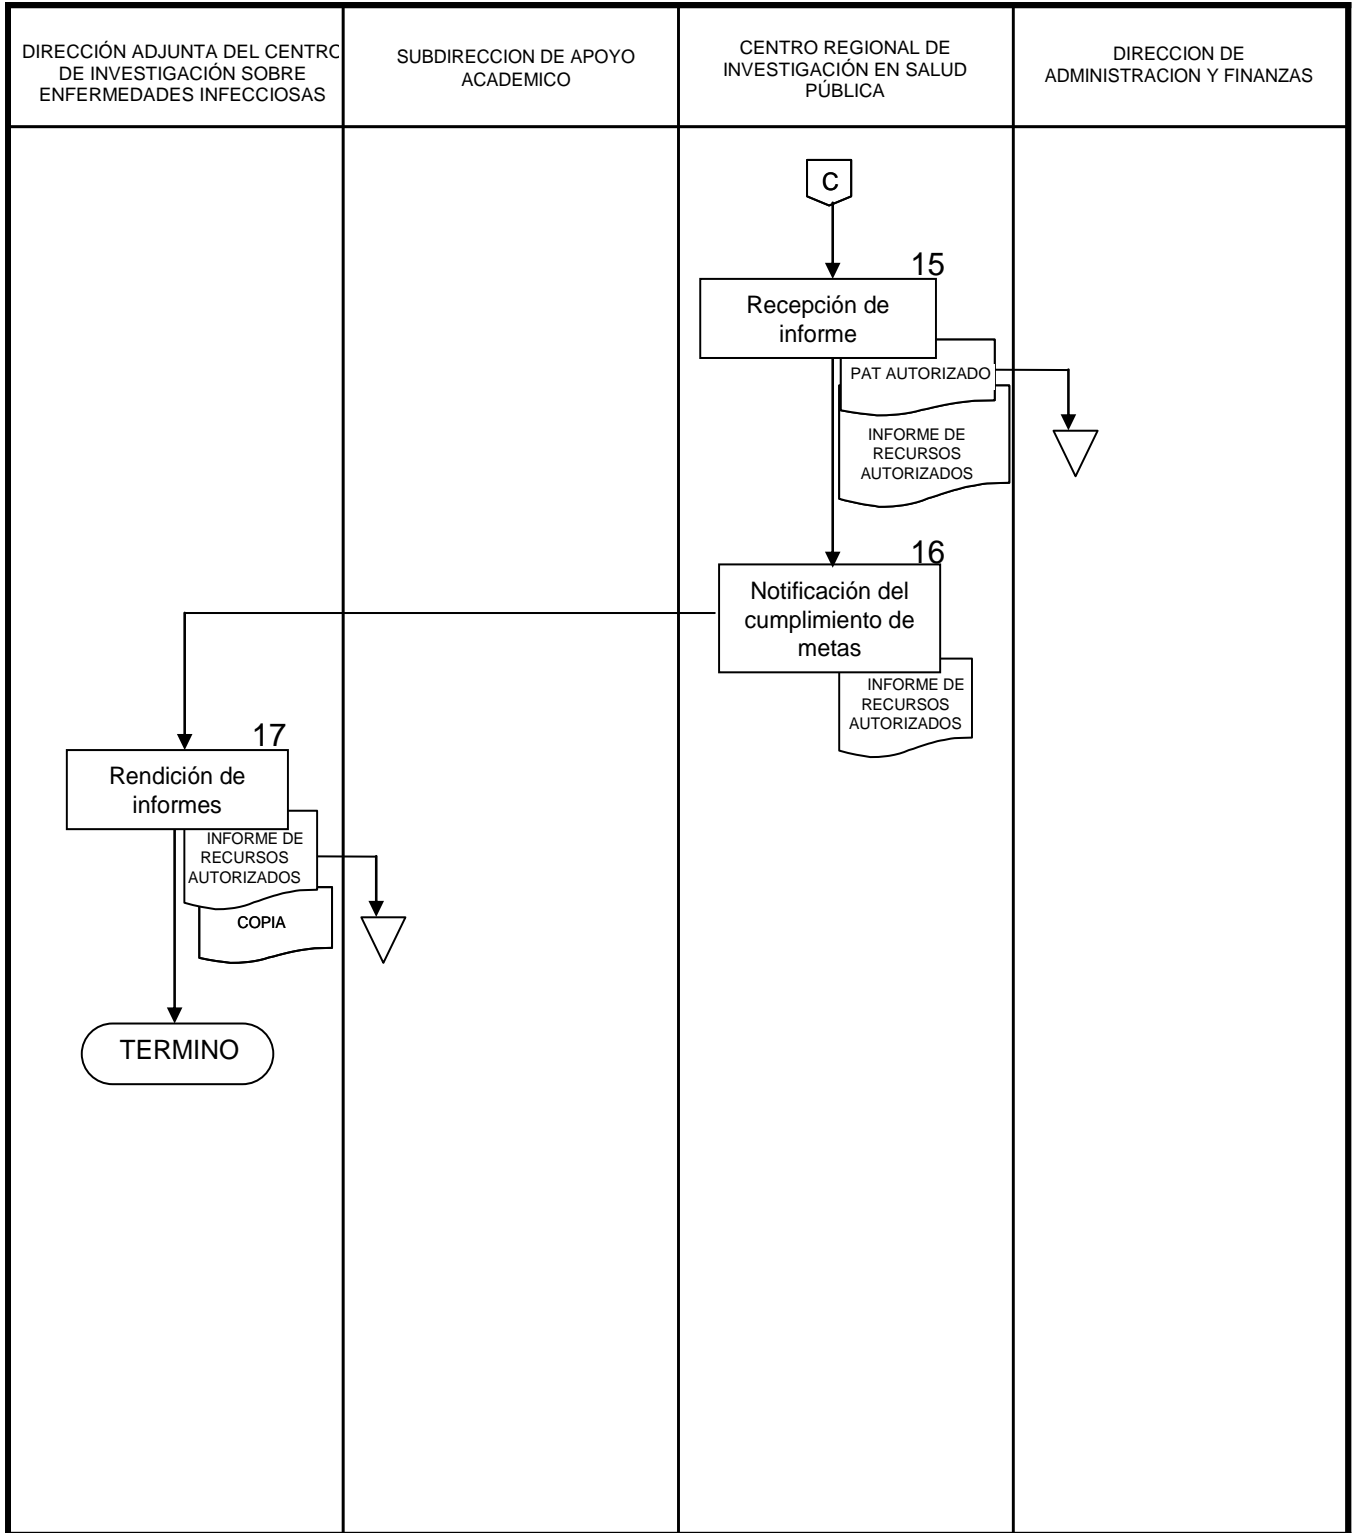 DIRECCIÓN ADJUNTA DEL CENTRO
DE INVESTIGACIÓN SOBRE
ENFERMEDADES INFECCIOSAS
SUBDIRECCION DE APOYO
ACADEMICO
CENTRO REGIONAL DE
INVESTIGACIÓN EN SALUD
PÚBLICA
DIRECCION DE
ADMINISTRACION Y FINANZAS
C
15
Recepción de
informe
PAT AUTORIZADO
INFORME DE
RECURSOS
AUTORIZADOS
16
Notificación del
cumplimiento de
metas
INFORME DE
RECURSOS
AUTORIZADOS
17
Rendición de
informes
INFORME DE
RECURSOS
AUTORIZADOS
COPIA
TERMINO